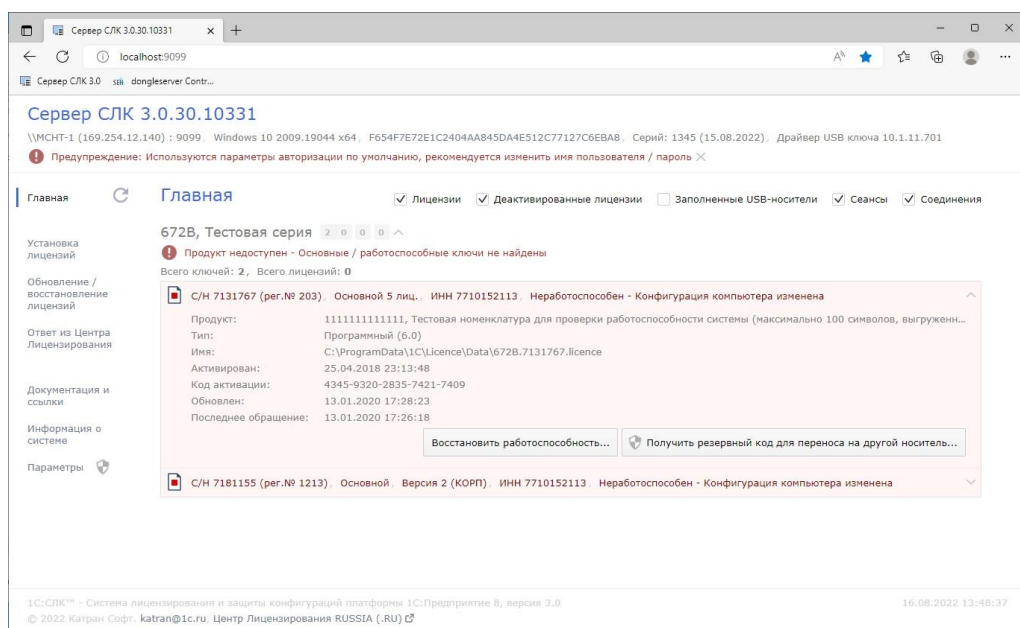 Сервер СЛК 3.0.30.10331
localhost:9099
Сервер СЛК 3.0 SEH dongleserver Contr...
Сервер СЛК 3.0.30.10331
\\MCHT-1 (169.254.12.140) : 9099, Windows 10 2009.19044 x64, F654F7E72E1C2404AA845DA4E512C77127C6EBA8, Серий: 1345 (15.08.2022), Драйвер USB ключа 10.1.11.701
Предупреждение: Используются параметры авторизации по умолчанию, рекомендуется изменить имя пользователя / пароль
Главная
Установка
лицензий
Обновление /
восстановление
лицензий
Ответ из Центра
Лицензирования
Документация и
ссылки
Информация о
системе
Параметры
Главная Лицензии Деактивированные лицензии Заполненные USB-носители Сеансы Соединения
672B, Тестовая серия 2 0 0 0
Продукт недоступен - Основные / работоспособные ключи не найдены
Всего ключей: 2, Всего лицензий: 0
С/Н 7131767 (рег.№ 203), Основной 5 лиц., ИНН 7710152113, Неработоспособен - Конфигурация компьютера изменена
Продукт: 1111111111111, Тестовая номенклатура для проверки работоспособности системы (максимально 100 символов, выгруженн...
Тип: Программный (6.0)
Имя: C:\ProgramData\1C\Licence\Data\672B.7131767.licence
Активирован: 25.04.2018 23:13:48
Код активации: 4345-9320-2835-7421-7409
Обновлен: 13.01.2020 17:28:23
Последнее обращение: 13.01.2020 17:26:18
Восстановить работоспособность... Получить резервный код для переноса на другой носитель...
С/Н 7181155 (рег.№ 1213), Основной, Версия 2 (КОРП), ИНН 7710152113, Неработоспособен - Конфигурация компьютера изменена
1С:СЛК™ - Система лицензирования и защиты конфигураций платформы 1С:Предприятие 8, версия 3.0 16.08.2022 13:48:37
© 2022 Катран Софт. katran@1c.ru, Центр Лицензирования RUSSIA (.RU)